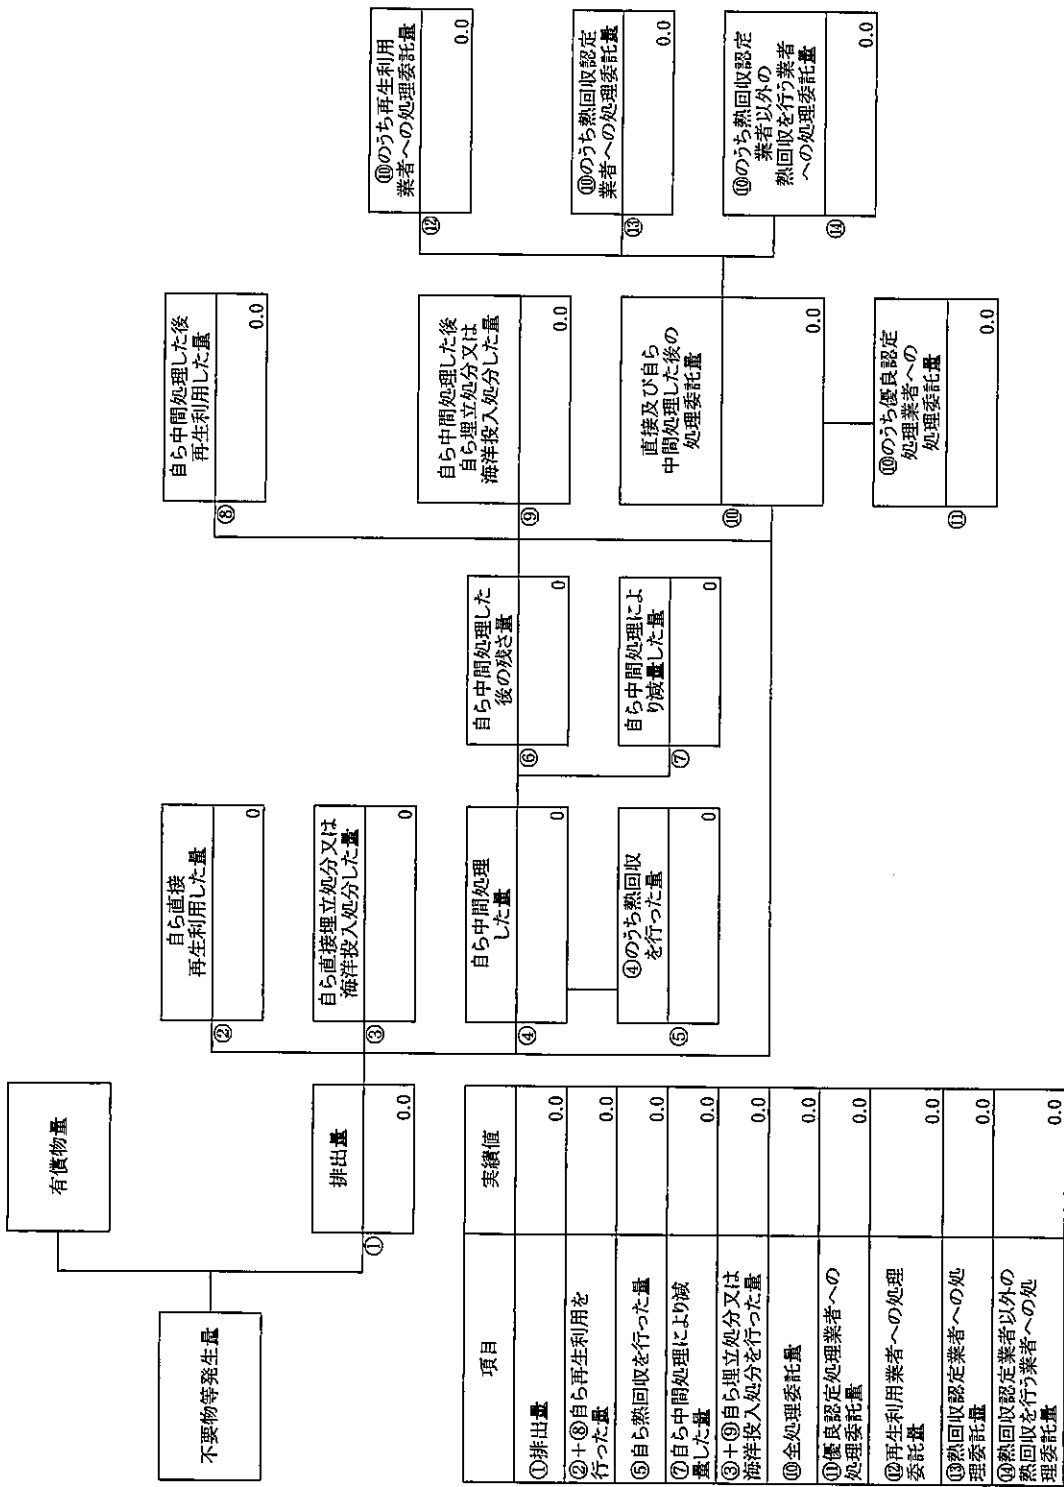 不要物等発生量
有償物量
①
排出量
0.0
②
自ら直接
再生利用した量
0
③
自ら直接埋立処分又は
海洋投入処分した量
0
④
自ら中間処理
した量
0
⑤
④のうち熱回収
を行った量
0
⑥
自ら中間処理した
後の残さ量
0
⑦
自ら中間処理によ
り減量した量
0
⑧
自ら中間処理した後
再生利用した量
0.0
⑨
自ら中間処理した後
自ら埋立処分又は
海洋投入処分した量
0.0
⑩
直接及び自ら
中間処理した後の
処理委託量
0.0
⑪
⑩のうち優良認定
処理業者への
処理委託量
0.0
⑫
⑩のうち再生利用
業者への処理委託量
0.0
⑬
⑩のうち熱回収認定
業者への処理委託量
0.0
⑭
⑩のうち熱回収認定
業者以外の
熱回収を行う業者
への処理委託量
0.0
項目 実績値
①排出量 0.0
②+⑧自ら再生利用を
行った量 0.0
⑤自ら熱回収を行った量 0.0
⑦自ら中間処理により減
量した量 0.0
③+⑨自ら埋立処分又は
海洋投入処分を行った量 0.0
⑩全処理委託量 0.0
⑪優良認定処理業者への
処理委託量 0.0
⑫再生利用業者への処理
委託量 0.0
⑬熱回収認定業者への処
理委託量 0.0
⑭熱回収認定業者以外の
熱回収を行う業者への処
理委託量 0.0